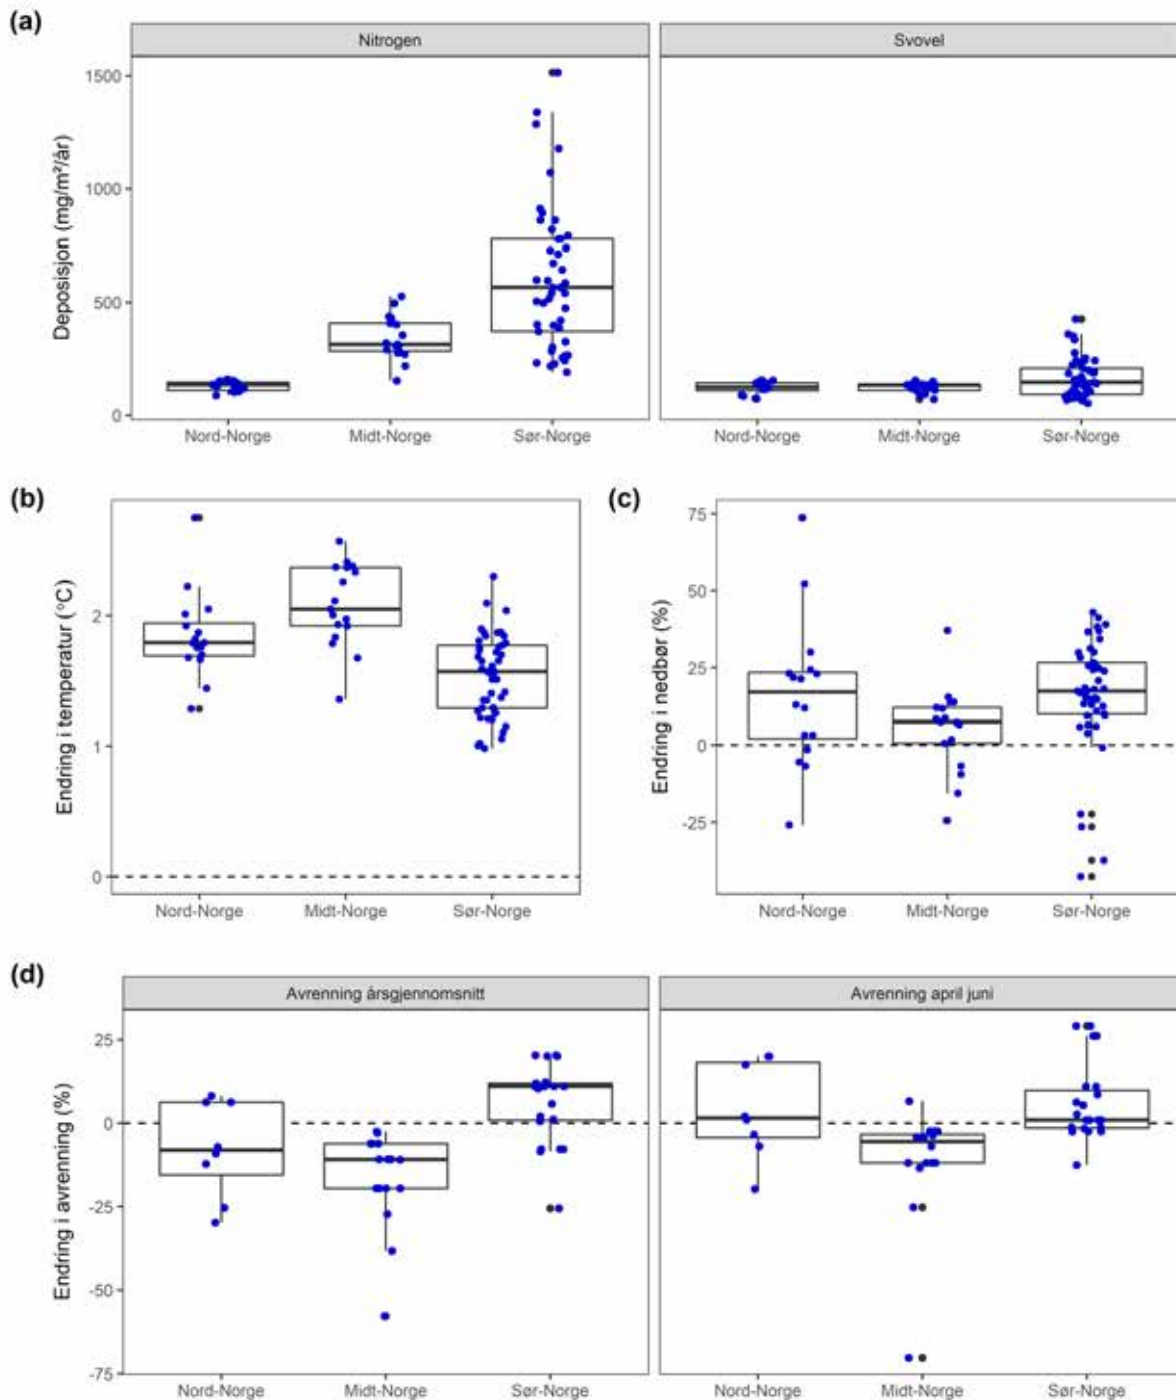 (a)
Nitrogen
Svovel
Deposisjon (mg/m²/år)
1500
1000
500
0
Nord-Norge
Midt-Norge
Sør-Norge
Nord-Norge
Midt-Norge
Sør-Norge
(b)
Endring i temperatur (°C)
2
1
0
Nord-Norge
Midt-Norge
Sør-Norge
(c)
Endring i nedbør (%)
75
50
25
0
-25
Nord-Norge
Midt-Norge
Sør-Norge
(d)
Avrenning årsgjennomsnitt
Avrenning april juni
Endring i avrenning (%)
25
0
-25
-50
-75
Nord-Norge
Midt-Norge
Sør-Norge
Nord-Norge
Midt-Norge
Sør-Norge